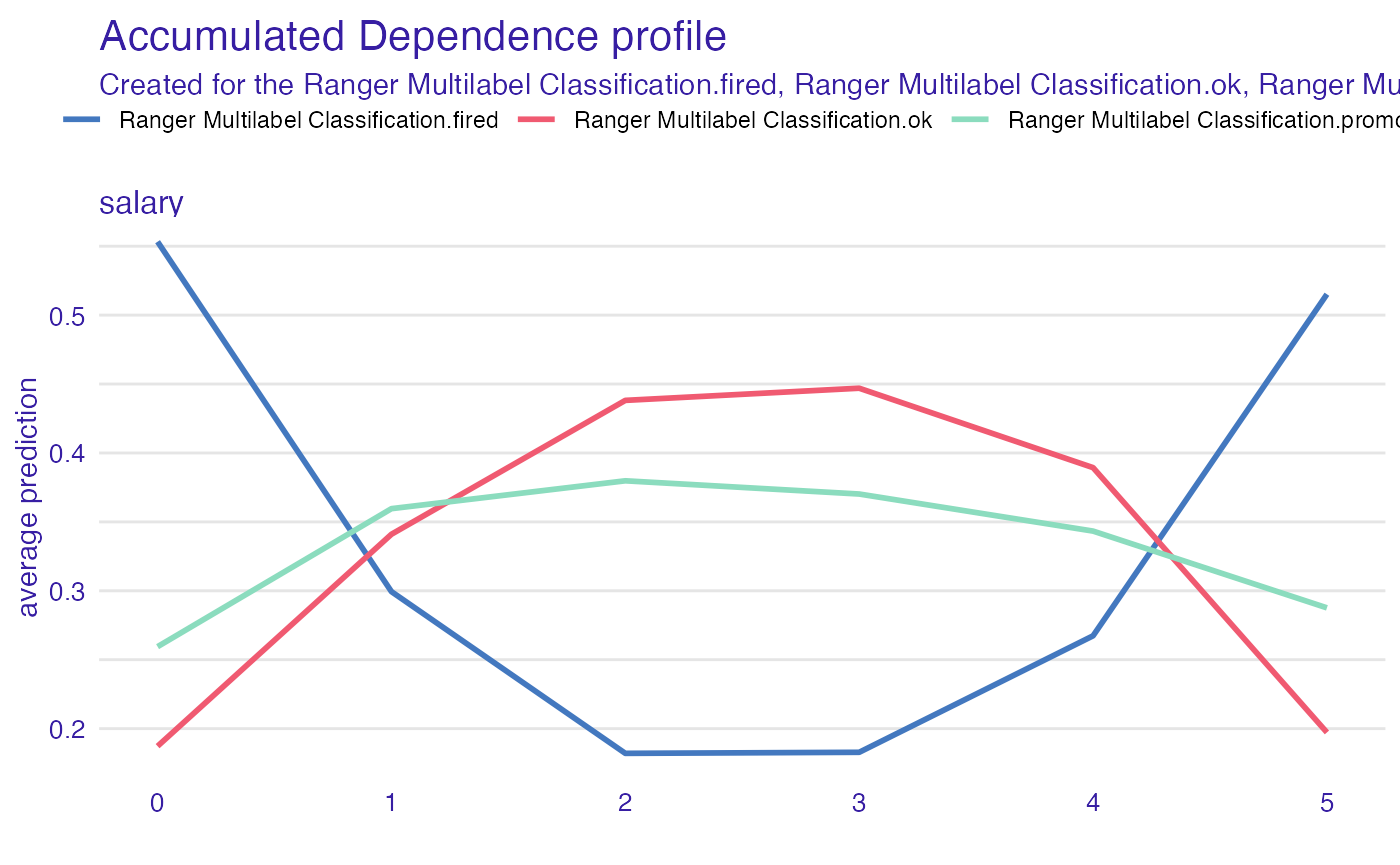 Accumulated Dependence profile
Created for the Ranger Multilabel Classification.fired, Ranger Multilabel Classification.ok, Ranger Mu
Ranger Multilabel Classification.fired Ranger Multilabel Classification.ok Ranger Multilabel Classification.promo
salary
average prediction
0.5
0.4
0.3
0.2
0 1 2 3 4 5